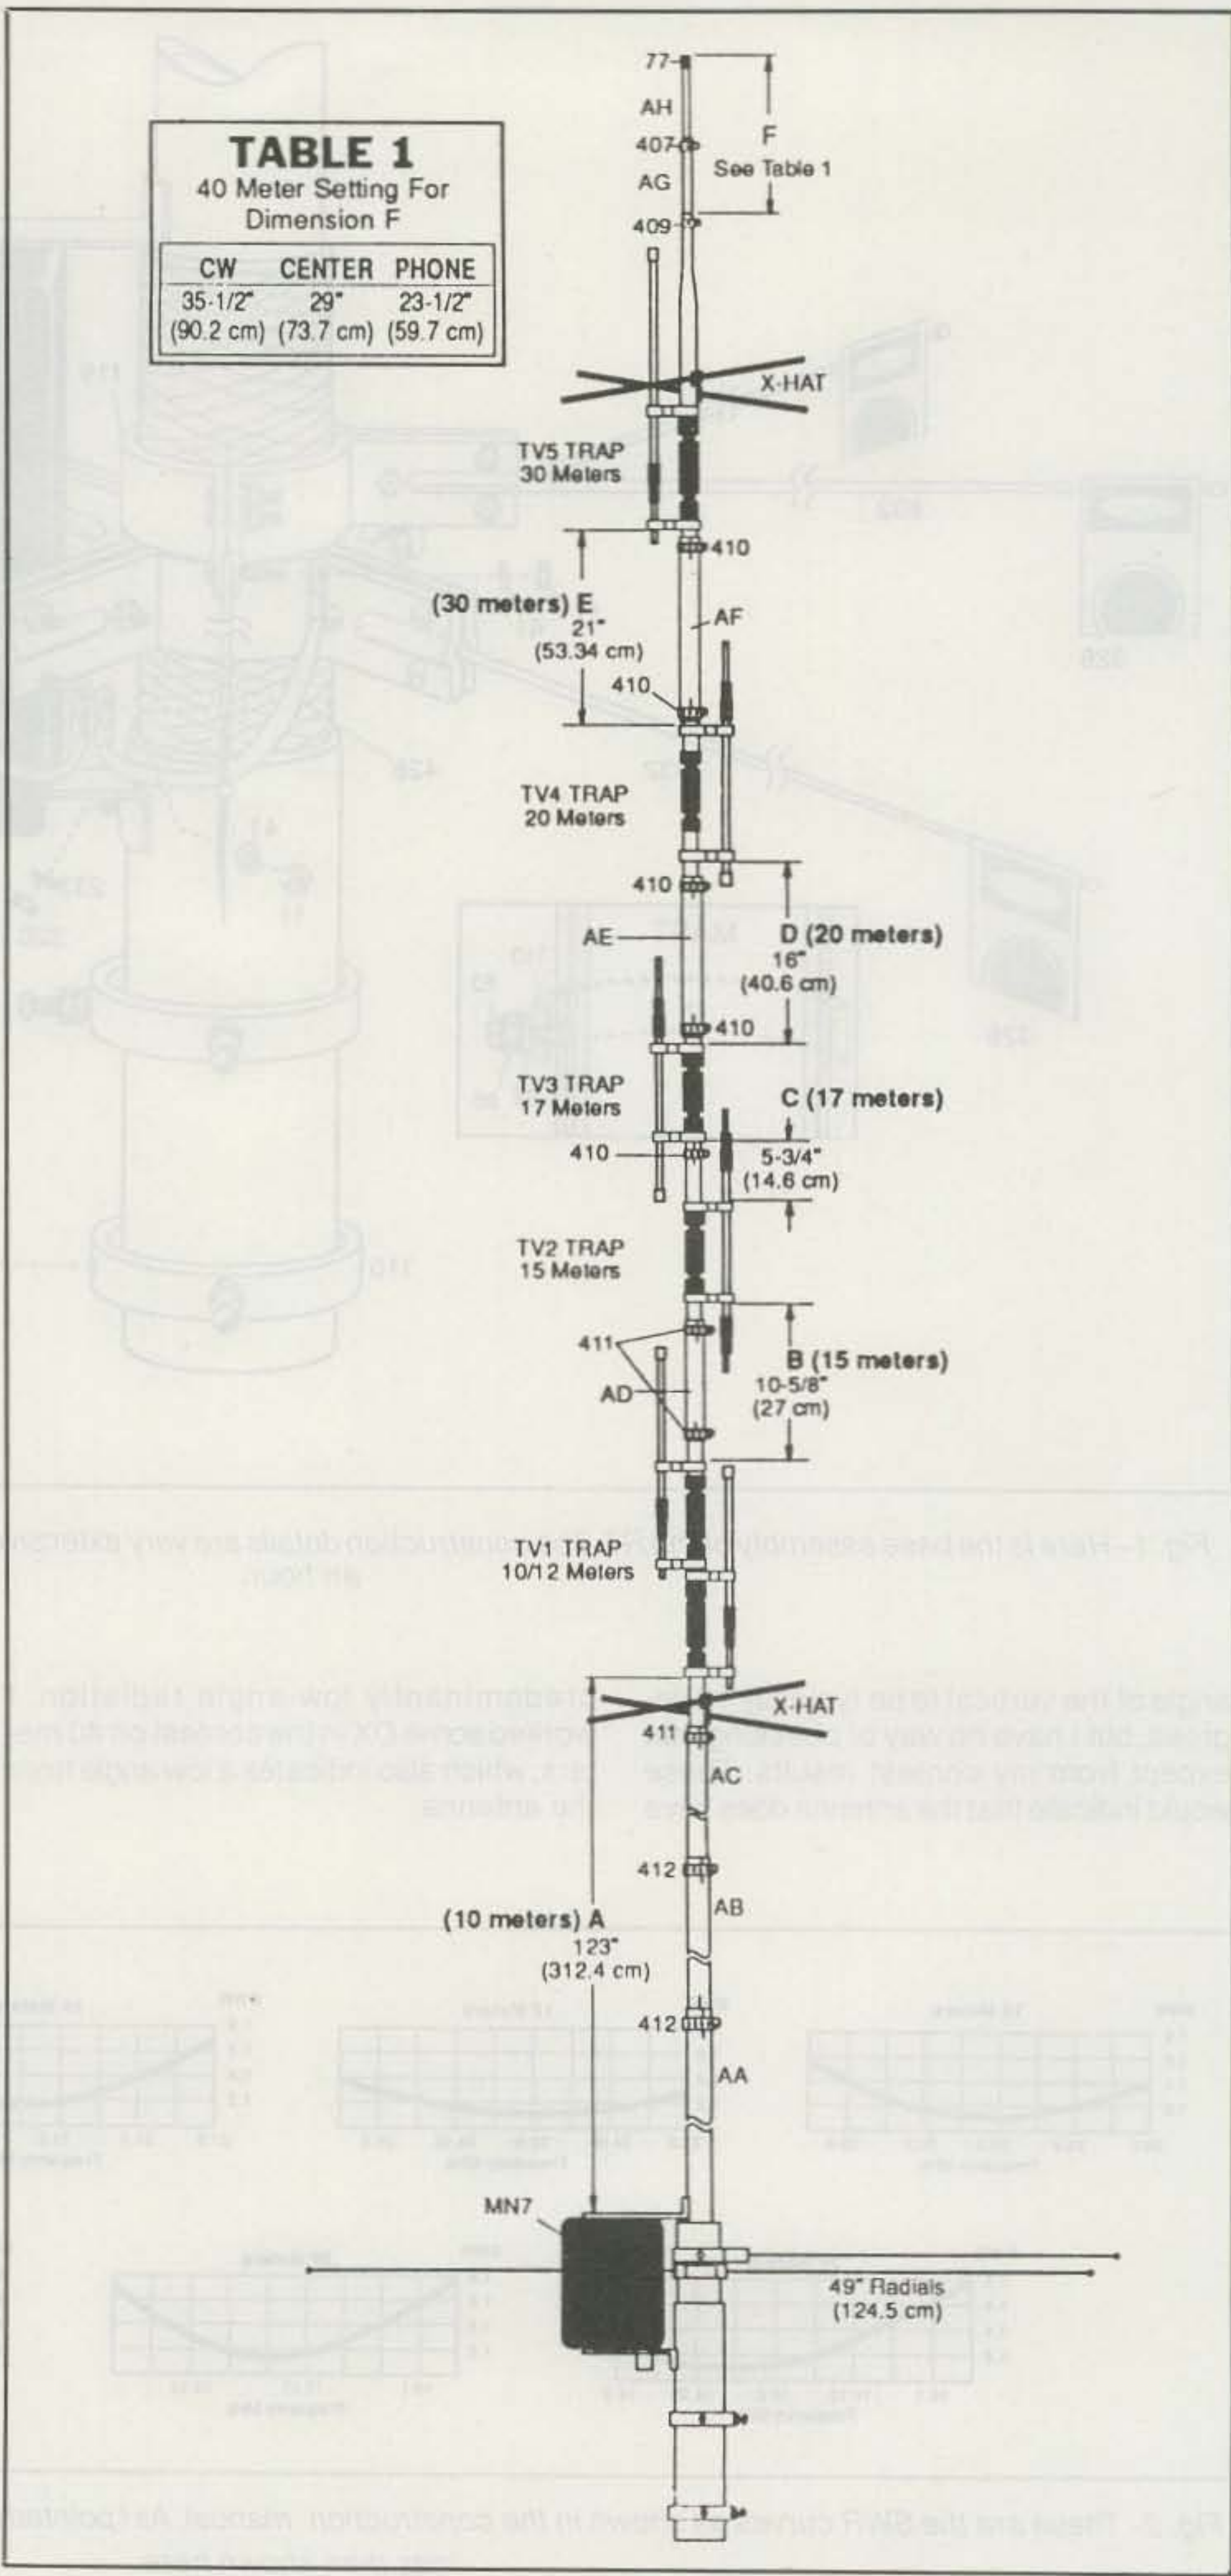 TABLE 1
40 Meter Setting For
Dimension F
CW CENTER PHONE
35-1/2" 29" 23-1/2"
(90.2 cm) (73.7 cm) (59.7 cm)
77
AH
407
F
See Table 1
AG
409
X-HAT
TV5 TRAP
30 Meters
410
(30 meters) E
21"
(53.34 cm)
AF
410
TV4 TRAP
20 Meters
410
AE
D (20 meters)
16"
(40.6 cm)
410
TV3 TRAP
17 Meters
C (17 meters)
410
5-3/4"
(14.6 cm)
TV2 TRAP
15 Meters
411
B (15 meters)
10-5/8"
(27 cm)
AD
TV1 TRAP
10/12 Meters
X-HAT
411
AC
412
AB
(10 meters) A
123"
(312.4 cm)
412
AA
MN7
49" Radials
(124.5 cm)